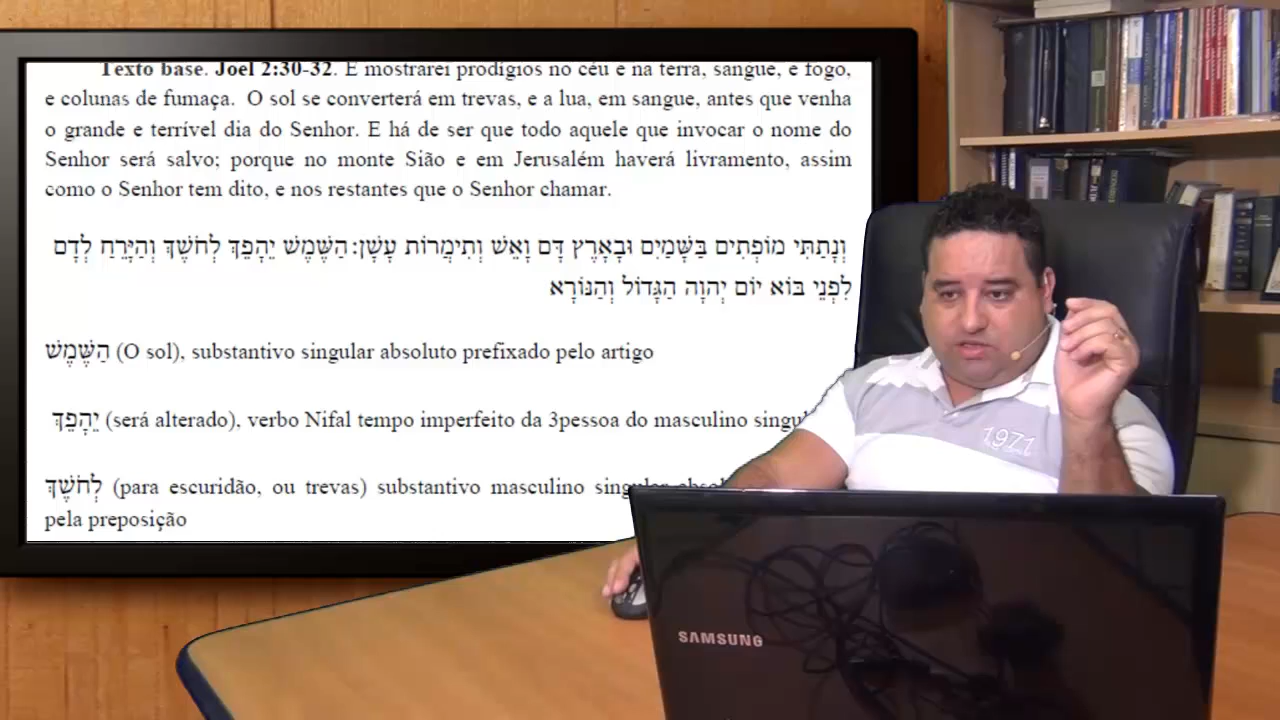 Texto base. Joel 2:30-32. E mostrarei prodígios no céu e na terra, sangue, e fogo,
e colunas de fumaça. O sol se converterá em trevas, e a lua, em sangue, antes que venha
o grande e terrível dia do Senhor. E há de ser que todo aquele que invocar o nome do
Senhor será salvo; porque no monte Sião e em Jerusalém haverá livramento, assim
como o Senhor tem dito, e nos restantes que o Senhor chamar.
וְנָתַתִּי מוֹפְתִים בַּשָּׁמַיִם וּבָאָרֶץ דָּם וָאֵשׁ וְתִימֲרוֹת עָשָׁן׃ הַשֶּׁמֶשׁ יֵהָפֵךְ לְחֹשֶׁךְ וְהַיָּרֵחַ לְדָם
לִפְנֵי בּוֹא יוֹם יְהוָה הַגָּדוֹל וְהַנּוֹרָא
הַשֶּׁמֶשׁ (O sol), substantivo singular absoluto prefixado pelo artigo
יֵהָפֵךְ (será alterado), verbo Nifal tempo imperfeito da 3pessoa do masculino
לְחֹשֶׁךְ (para escuridão, ou trevas) substantivo masculino
pela preposição
1971
SAMSUNG